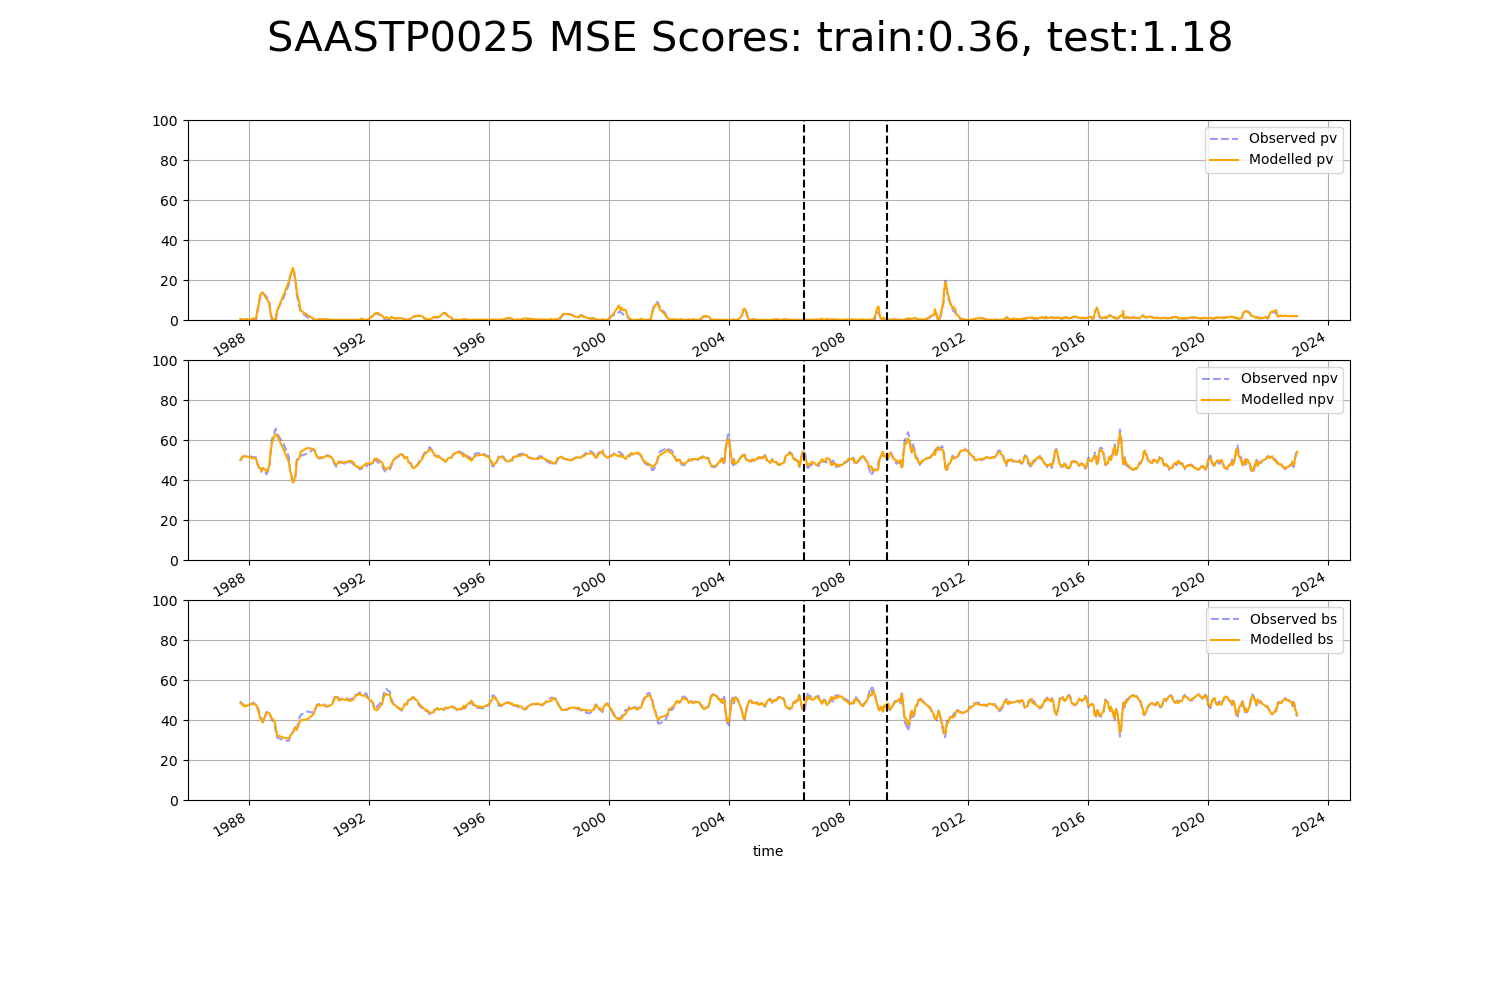 SAASTP0025 MSE Scores: train:0.36, test:1.18
100
80
60
40
20
0
Observed pv
Modelled pv
1988 1992 1996 2000 2004 2008 2012 2016 2020 2024
100
80
60
40
20
0
Observed npv
Modelled npv
1988 1992 1996 2000 2004 2008 2012 2016 2020 2024
100
80
60
40
20
0
Observed bs
Modelled bs
1988 1992 1996 2000 2004 2008 2012 2016 2020 2024
time